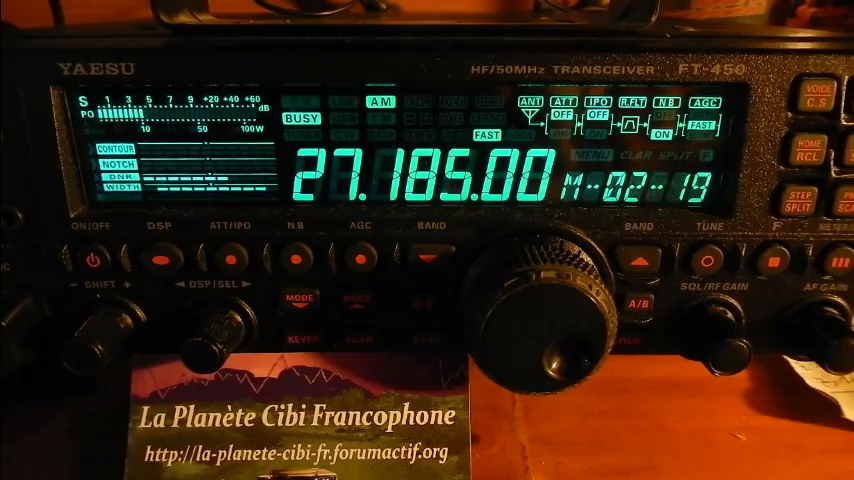 YAESU HF/50MHz TRANSCEIVER FT-450
S 1 3 5 7 9 +20 +40 +60 dB
PO 10 50 100W
AM
BUSY
FAST
ANT ATT IPO R.FLT NB AGC
OFF OFF
ON FAST
CONTOUR
NOTCH
DNR
WIDTH
MENU CLAR SPLIT F
27.185.00 M-02-19
VOICE
C.S
HOME
RCL
STEP
SPLIT
ON/OFF DSP ATT/IPO NB AGC BAND BAND TUNE F
− SHIFT + ◄ DSP/SEL ► SQL/RF GAIN AF GAIN
MODE MODE A/B
KEYER CLAR
La Planète Cibi Francophone
http://la-planete-cibi-fr.forumactif.org